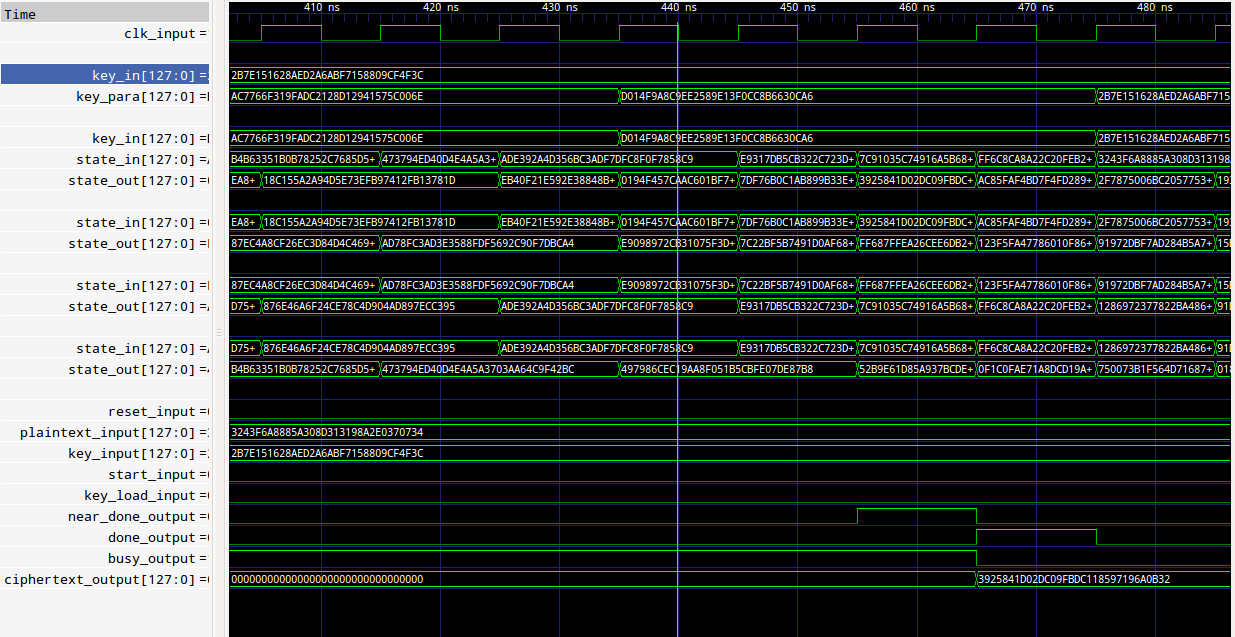 Time 410 ns 420 ns 430 ns 440 ns 450 ns 460 ns 470 ns 480 ns
clk_input =
key_in[127:0] = 2B7E151628AED2A6ABF7158809CF4F3C
key_para[127:0] = AC7766F319FADC2128D12941575C006E D014F9A8C9EE2589E13F0CC8B6630CA6 2B7E151628AED2A6ABF715
key_in[127:0] = AC7766F319FADC2128D12941575C006E D014F9A8C9EE2589E13F0CC8B6630CA6 2B7E151628AED2A6ABF715
state_in[127:0] = B4B63351B0B78252C7685D5+ 473794ED40D4E4A5A3+ ADE392A4D356BC3ADF7DFC8F0F7858C9 E9317DB5CB322C723D+ 7C91035C74916A5B68+ FF6C8CA8A22C20FEB2+ 3243F6A8885A308D313198
state_out[127:0] = EA8+ 18C155A2A94D5E73EFB97412FB13781D EB40F21E592E38848B+ 0194F457CAAC601BF7+ 7DF76B0C1AB899B33E+ 3925841D02DC09FBDC+ AC85FAF4BD7F4FD289+ 2F7875006BC2057753+
state_in[127:0] = EA8+ 18C155A2A94D5E73EFB97412FB13781D EB40F21E592E38848B+ 0194F457CAAC601BF7+ 7DF76B0C1AB899B33E+ 3925841D02DC09FBDC+ AC85FAF4BD7F4FD289+ 2F7875006BC2057753+
state_out[127:0] = 87EC4A8CF26EC3D84D4C469+ AD78FC3AD3E3588FDF5692C90F7DBCA4 E9098972CB31075F3D+ 7C22BF5B7491D0AF68+ FF687FFEA26CEE6DB2+ 123F5FA47786010F86+ 91972DBF7AD284B5A7+
state_in[127:0] = 87EC4A8CF26EC3D84D4C469+ AD78FC3AD3E3588FDF5692C90F7DBCA4 E9098972CB31075F3D+ 7C22BF5B7491D0AF68+ FF687FFEA26CEE6DB2+ 123F5FA47786010F86+ 91972DBF7AD284B5A7+
state_out[127:0] = D75+ 876E46A6F24CE78C4D904AD897ECC395 ADE392A4D356BC3ADF7DFC8F0F7858C9 E9317DB5CB322C723D+ 7C91035C74916A5B68+ FF6C8CA8A22C20FEB2+ 1286972377822BA486+
state_in[127:0] = D75+ 876E46A6F24CE78C4D904AD897ECC395 ADE392A4D356BC3ADF7DFC8F0F7858C9 E9317DB5CB322C723D+ 7C91035C74916A5B68+ FF6C8CA8A22C20FEB2+ 1286972377822BA486+
state_out[127:0] = B4B63351B0B78252C7685D5+ 473794ED40D4E4A5A3703AA64C9F42BC 497986CEC19AA8F051B5CBFE07DE87B8 52B9E61D85A937BCDE+ 0F1C0FAE71A8DCD19A+ 750073B1F564D71687+
reset_input =
plaintext_input[127:0] = 3243F6A8885A308D313198A2E0370734
key_input[127:0] = 2B7E151628AED2A6ABF7158809CF4F3C
start_input =
key_load_input =
near_done_output =
done_output =
busy_output =
ciphertext_output[127:0] = 00000000000000000000000000000000 3925841D02DC09FBDC118597196A0B32